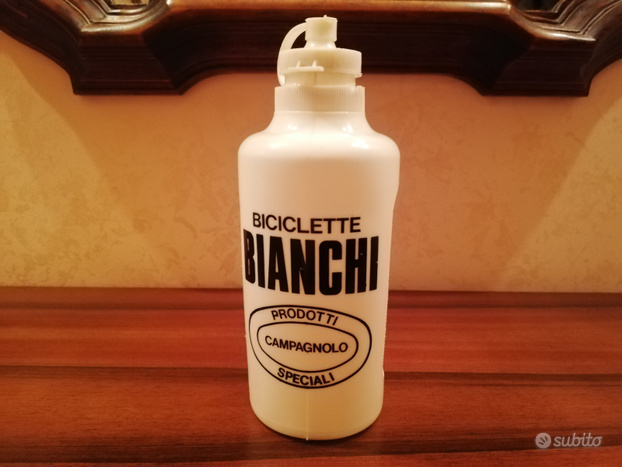 BICICLETTE
BIANCHI
PRODOTTI
CAMPAGNOLO
SPECIALI
subito